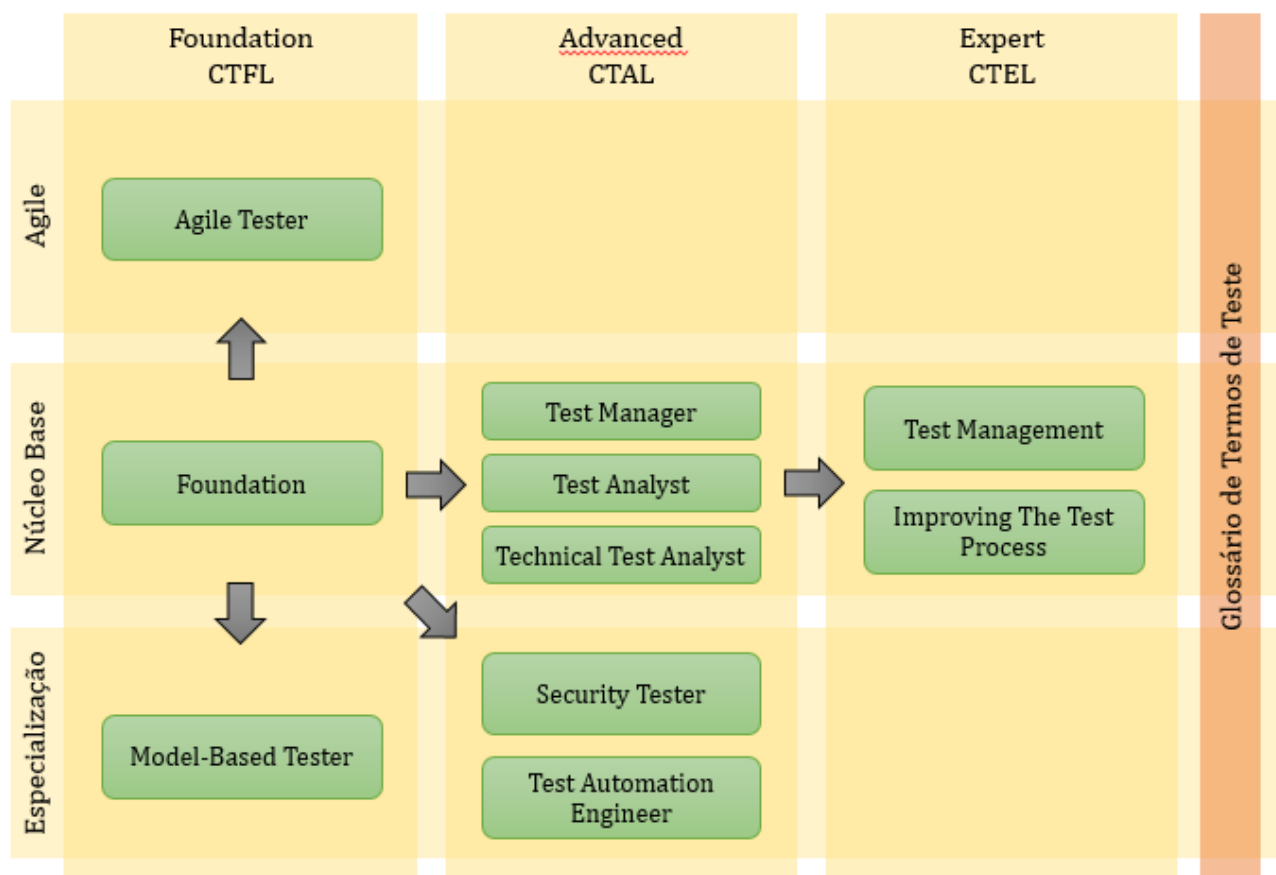 Foundation
CTFL
Advanced
CTAL
Expert
CTEL
Agile
Agile Tester
Núcleo Base
Foundation
Test Manager
Test Analyst
Technical Test Analyst
Test Management
Improving The Test
Process
Especialização
Model-Based Tester
Security Tester
Test Automation
Engineer
Glossário de Termos de Teste